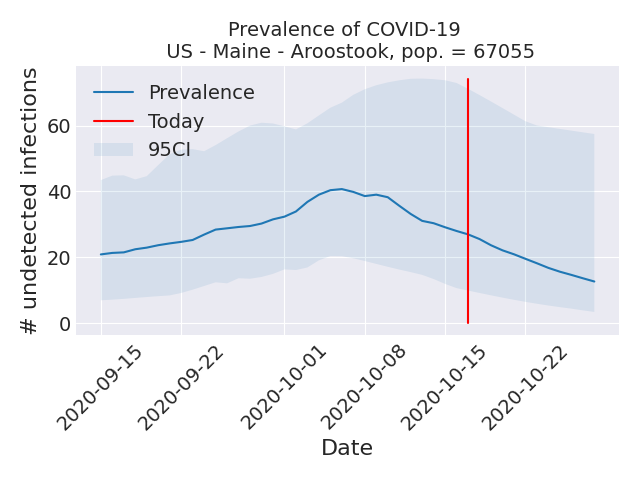 Prevalence of COVID-19
US - Maine - Aroostook, pop. = 67055
Prevalence
Today
95CI
# undetected infections
60
40
20
0
2020-09-15
2020-09-22
2020-10-01
2020-10-08
2020-10-15
2020-10-22
Date